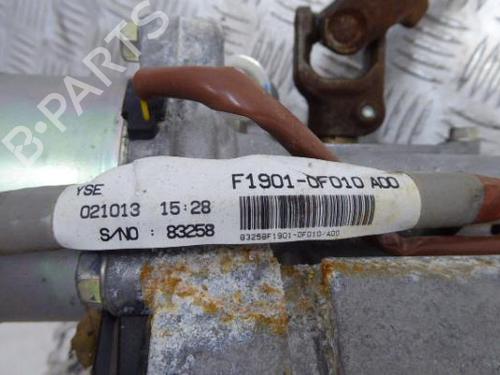 B-PARTS
YSE
021013 15:28
S/NO : 83258
F1901-0F010 A00
83258F1901-0F010/A00